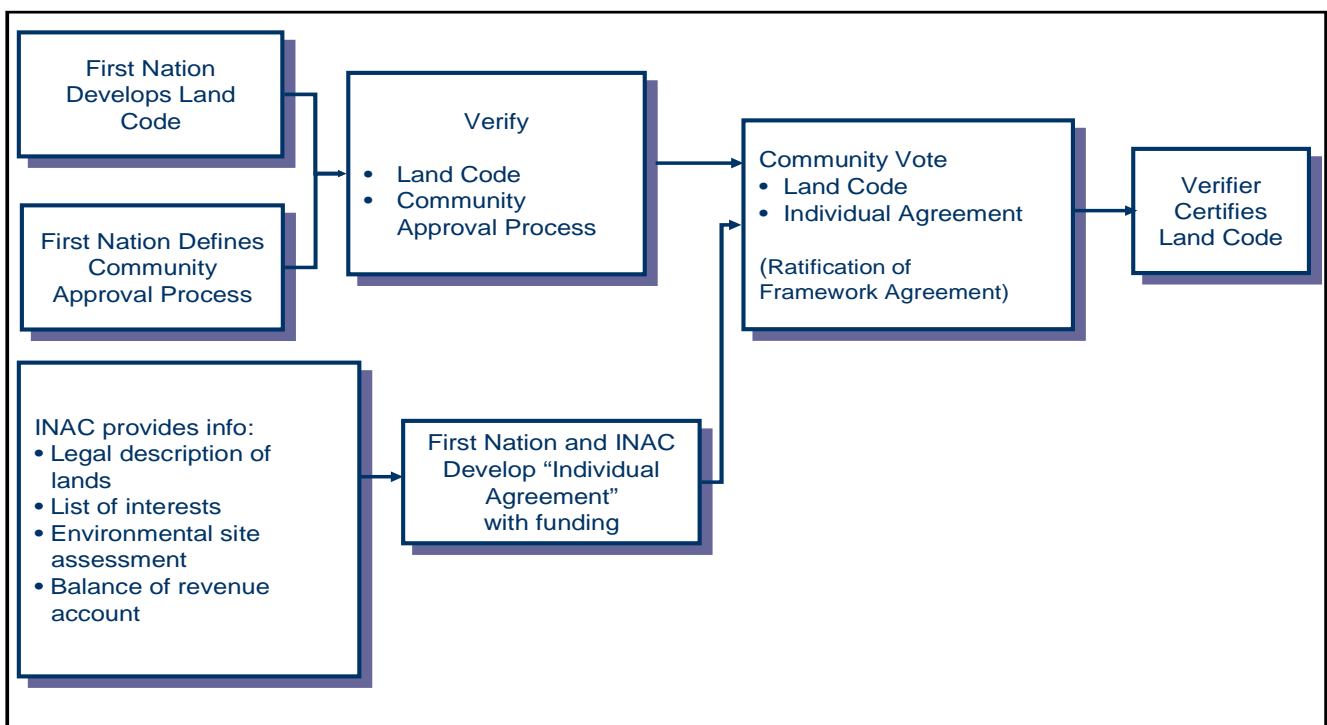 First Nation
Develops Land
Code
First Nation Defines
Community
Approval Process
Verify
• Land Code
• Community
Approval Process
Community Vote
• Land Code
• Individual Agreement
(Ratification of
Framework Agreement)
Verifier
Certifies
Land Code
INAC provides info:
• Legal description of
lands
• List of interests
• Environmental site
assessment
• Balance of revenue
account
First Nation and INAC
Develop “Individual
Agreement”
with funding